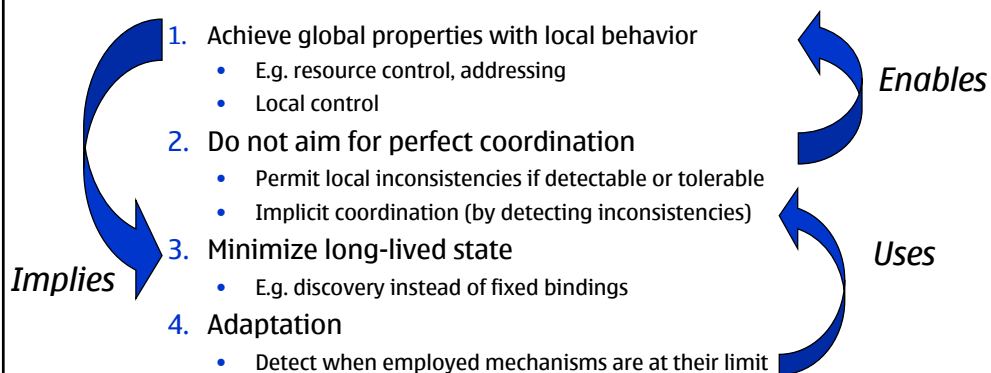 1. Achieve global properties with local behavior
• E.g. resource control, addressing
Enables
• Local control
2. Do not aim for perfect coordination
• Permit local inconsistencies if detectable or tolerable
• Implicit coordination (by detecting inconsistencies)
3. Minimize long-lived state
Uses
Implies
• E.g. discovery instead of fixed bindings
4. Adaptation
• Detect when employed mechanisms are at their limit